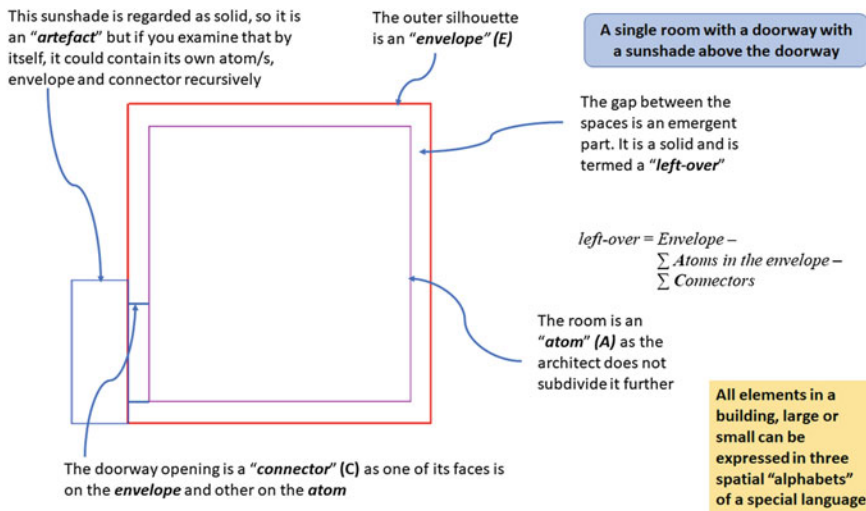 This sunshade is regarded as solid, so it is
an “artefact” but if you examine that by
itself, it could contain its own atom/s,
envelope and connector recursively
The outer silhouette
is an “envelope” (E)
A single room with a doorway with
a sunshade above the doorway
The gap between the
spaces is an emergent
part. It is a solid and is
termed a “left-over”
left-over = Envelope –
∑ Atoms in the envelope –
∑ Connectors
The room is an
“atom” (A) as the
architect does not
subdivide it further
All elements in a
building, large or
small can be
expressed in three
spatial “alphabets”
of a special language
The doorway opening is a “connector” (C) as one of its faces is
on the envelope and other on the atom